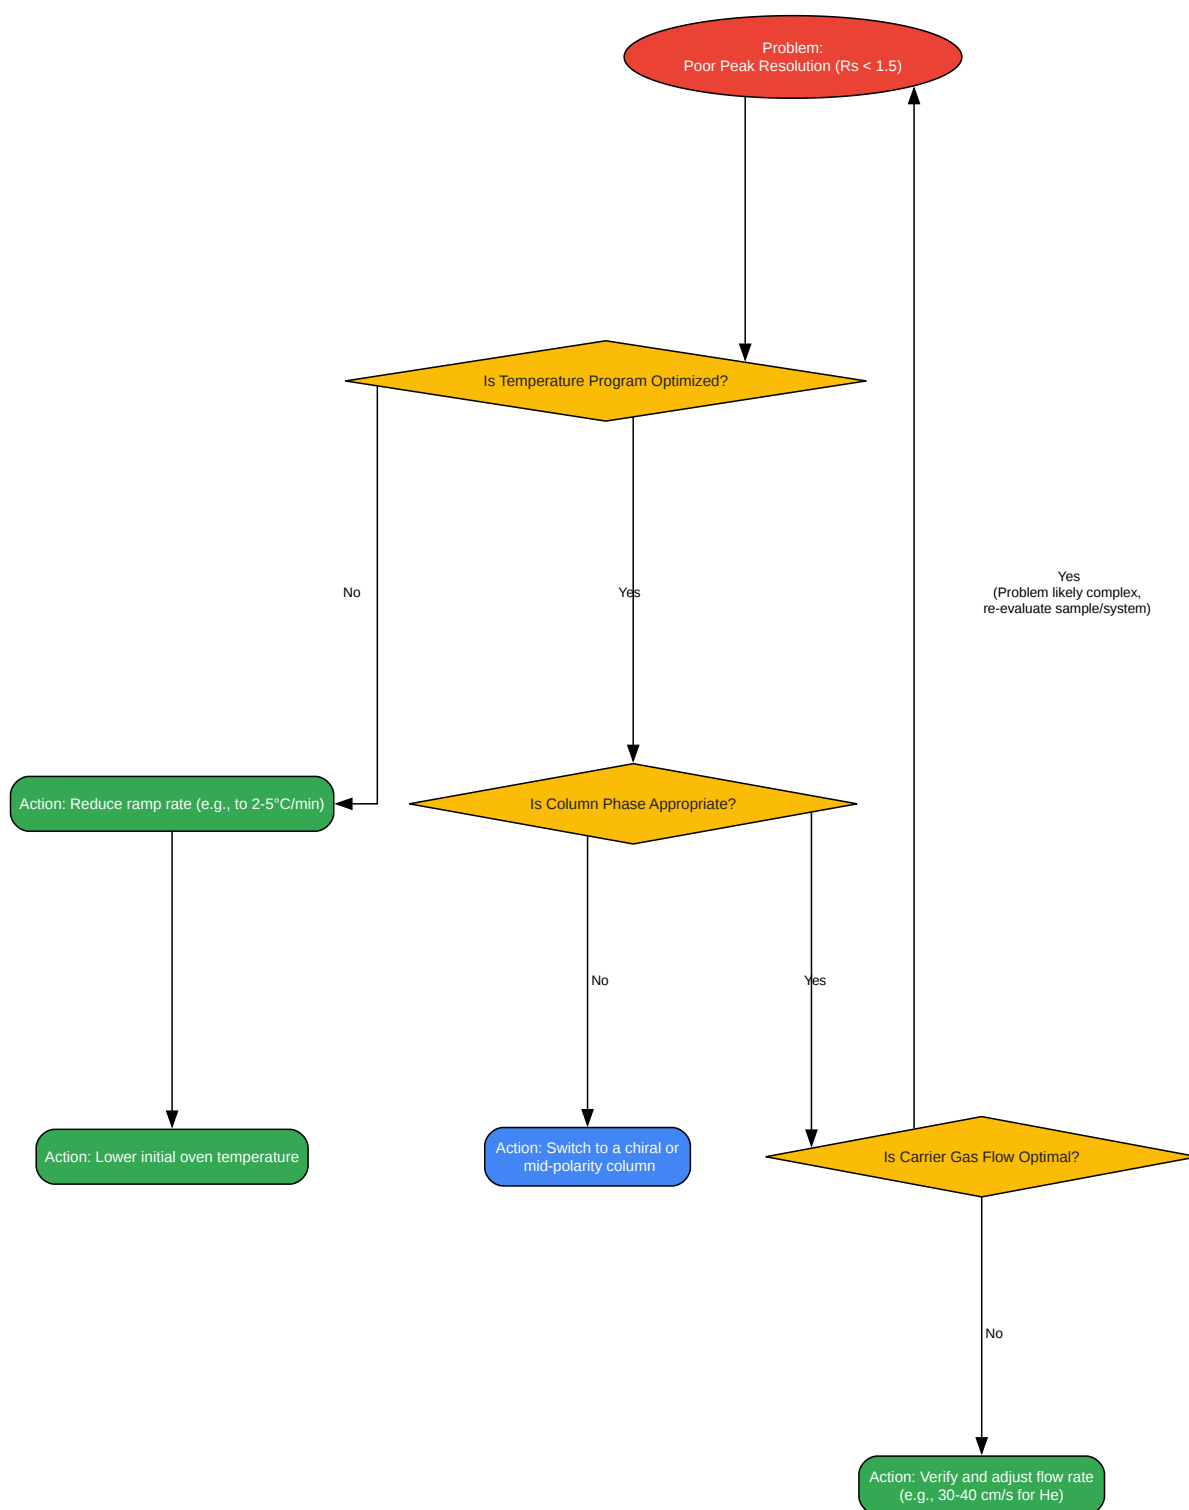 Problem:
Poor Peak Resolution (Rs < 1.5)
Is Temperature Program Optimized?
No
Yes
Yes
(Problem likely complex,
re-evaluate sample/system)
Action: Reduce ramp rate (e.g., to 2-5°C/min)
Is Column Phase Appropriate?
No
Yes
Action: Lower initial oven temperature
Action: Switch to a chiral or
mid-polarity column
Is Carrier Gas Flow Optimal?
No
Action: Verify and adjust flow rate
(e.g., 30-40 cm/s for He)